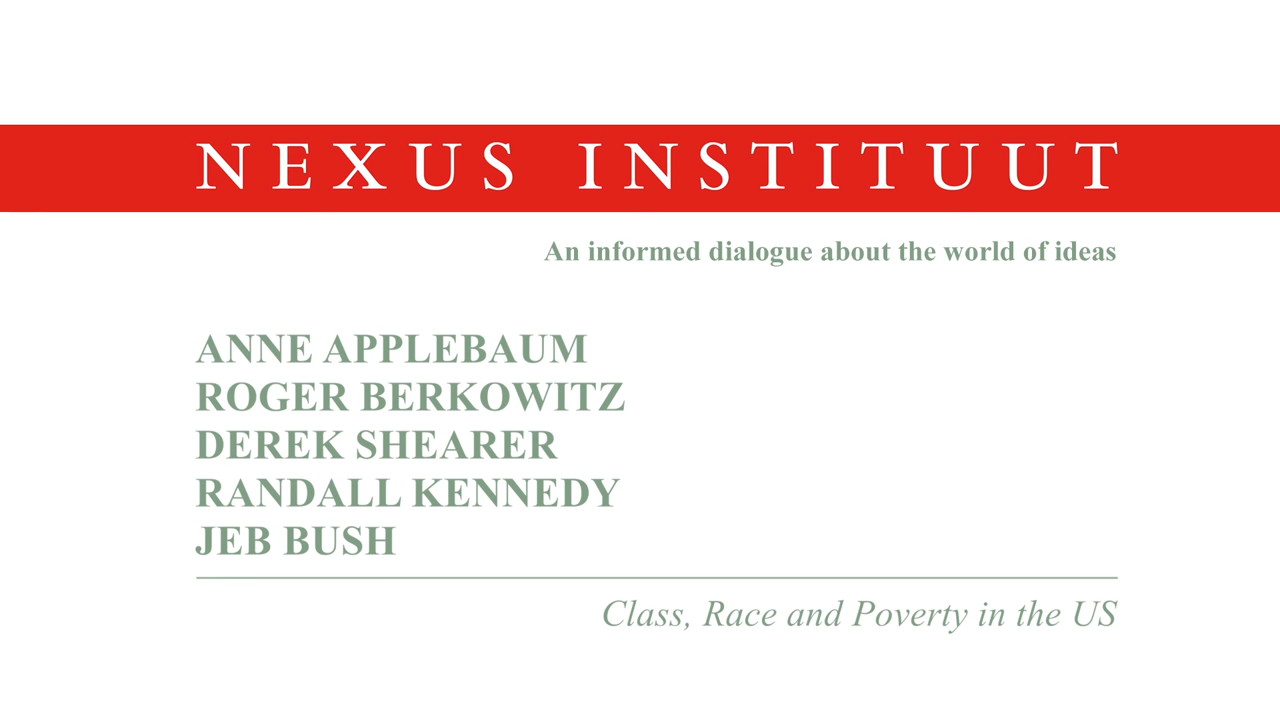 NEXUS INSTITUUT
An informed dialogue about the world of ideas
ANNE APPLEBAUM
ROGER BERKOWITZ
DEREK SHEARER
RANDALL KENNEDY
JEB BUSH
Class, Race and Poverty in the US